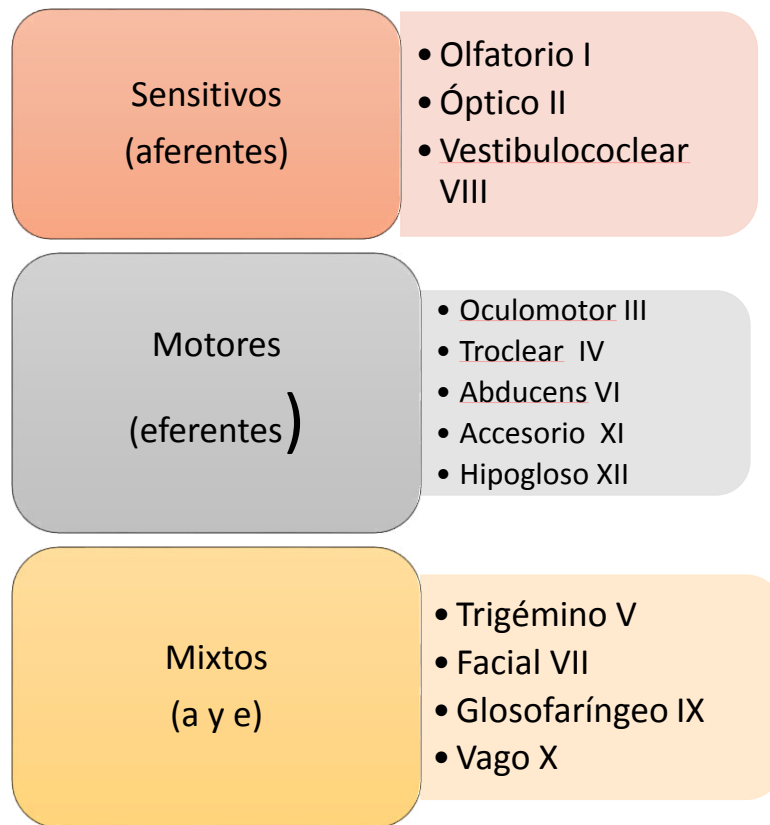 Sensitivos
(aferentes)
• Olfatorio I
• Óptico II
• Vestibulococlear
VIII
Motores
(eferentes)
• Oculomotor III
• Troclear IV
• Abducens VI
• Accesorio XI
• Hipogloso XII
Mixtos
(a y e)
• Trigémino V
• Facial VII
• Glosofaríngeo IX
• Vago X